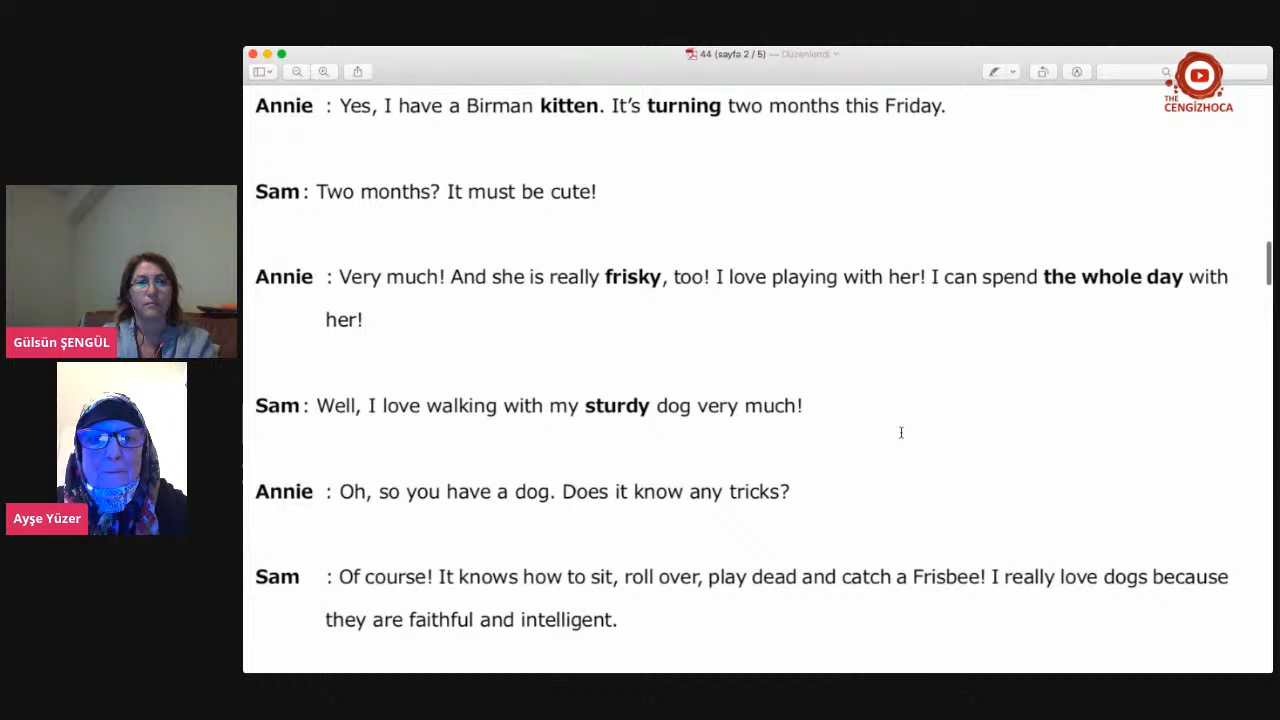 44 (sayfa 2 / 5) — Düzenlendi
THE
CENGİZHOCA
Annie : Yes, I have a Birman kitten. It’s turning two months this Friday.
Sam : Two months? It must be cute!
Annie : Very much! And she is really frisky, too! I love playing with her! I can spend the whole day with
her!
Sam : Well, I love walking with my sturdy dog very much!
Annie : Oh, so you have a dog. Does it know any tricks?
Sam : Of course! It knows how to sit, roll over, play dead and catch a Frisbee! I really love dogs because
they are faithful and intelligent.
Gülsün ŞENGÜL
Ayşe Yüzer